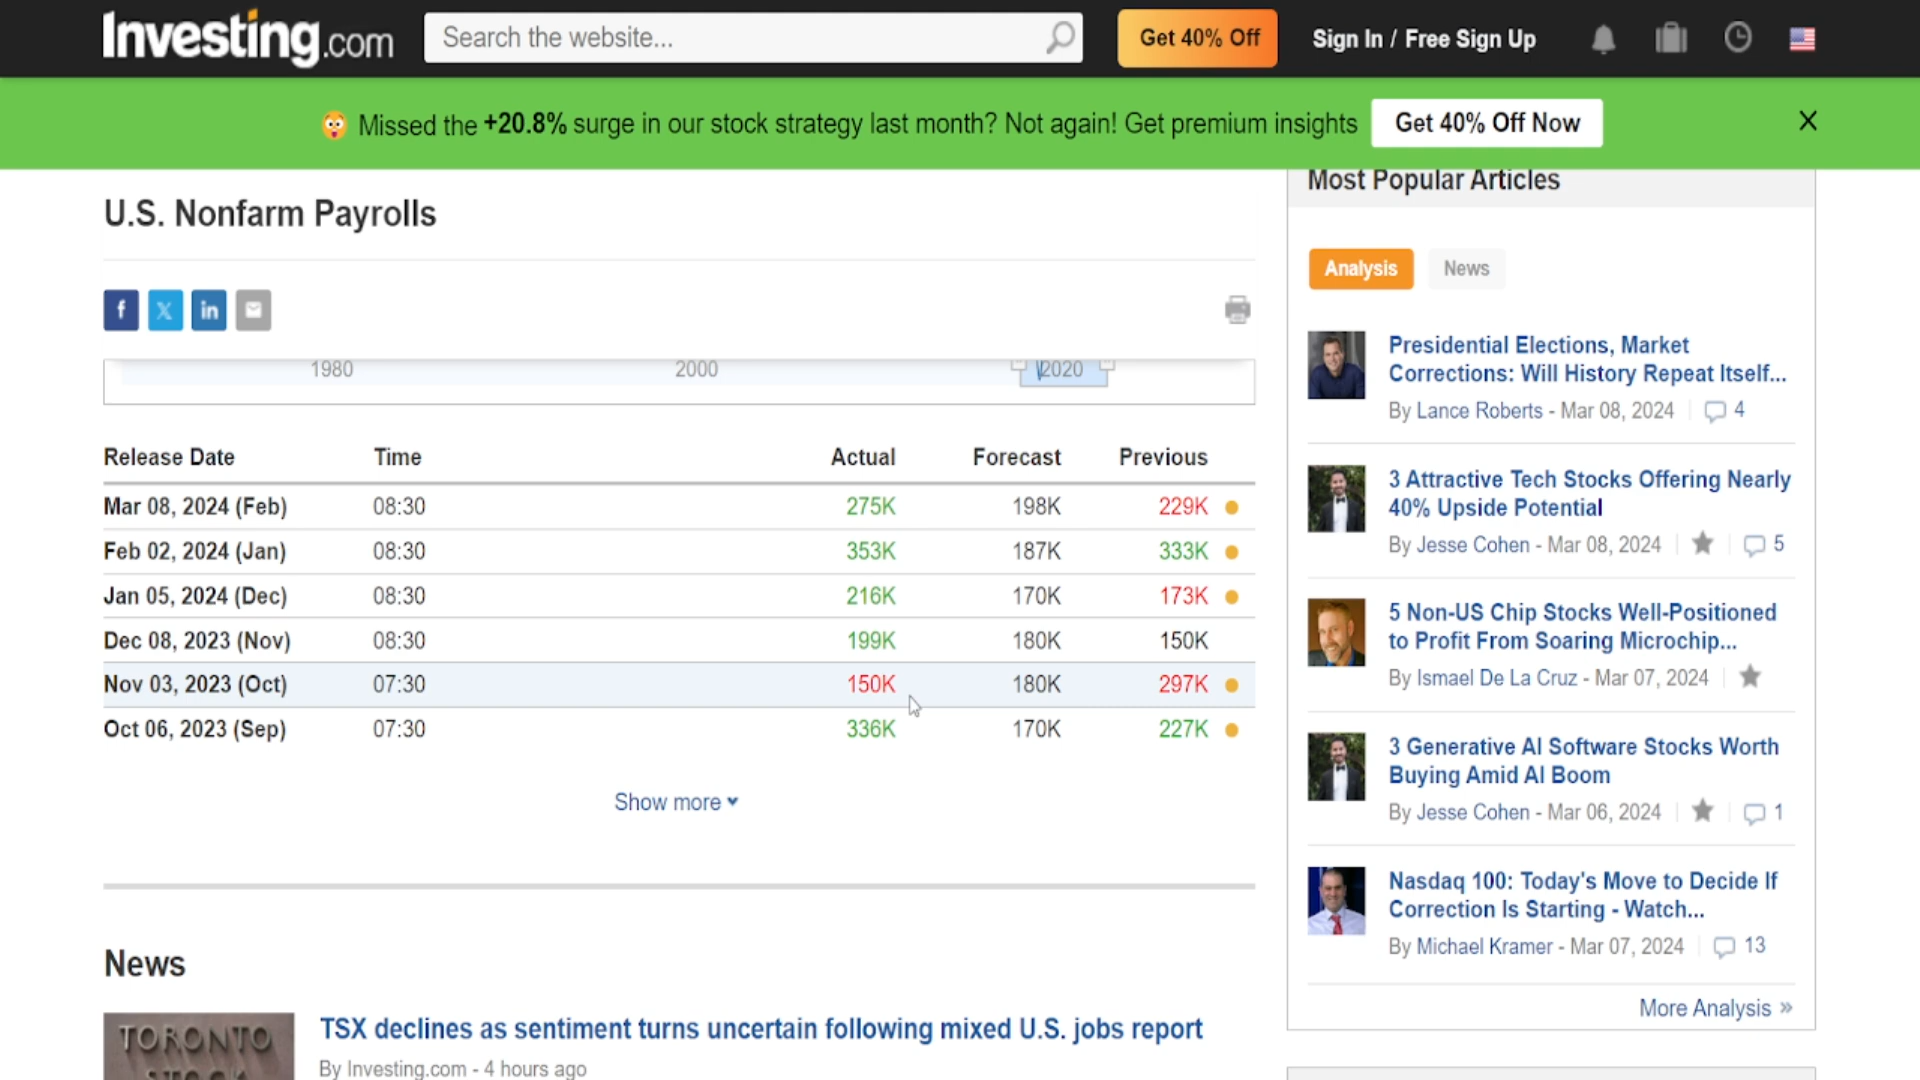 Investing.com
Search the website...
Get 40% Off
Sign In / Free Sign Up
Missed the +20.8% surge in our stock strategy last month? Not again! Get premium insights
Get 40% Off Now
X
U.S. Nonfarm Payrolls
f
X
in
1980
2000
2020
Release Date Time Actual Forecast Previous
Mar 08, 2024 (Feb) 08:30 275K 198K 229K
Feb 02, 2024 (Jan) 08:30 353K 187K 333K
Jan 05, 2024 (Dec) 08:30 216K 170K 173K
Dec 08, 2023 (Nov) 08:30 199K 180K 150K
Nov 03, 2023 (Oct) 07:30 150K 180K 297K
Oct 06, 2023 (Sep) 07:30 336K 170K 227K
Show more
News
TORONTO
STOCK
TSX declines as sentiment turns uncertain following mixed U.S. jobs report
By Investing.com - 4 hours ago
Most Popular Articles
Analysis
News
Presidential Elections, Market
Corrections: Will History Repeat Itself...
By Lance Roberts - Mar 08, 2024 4
3 Attractive Tech Stocks Offering Nearly
40% Upside Potential
By Jesse Cohen - Mar 08, 2024 5
5 Non-US Chip Stocks Well-Positioned
to Profit From Soaring Microchip...
By Ismael De La Cruz - Mar 07, 2024
3 Generative AI Software Stocks Worth
Buying Amid AI Boom
By Jesse Cohen - Mar 06, 2024 1
Nasdaq 100: Today's Move to Decide If
Correction Is Starting - Watch...
By Michael Kramer - Mar 07, 2024 13
More Analysis »